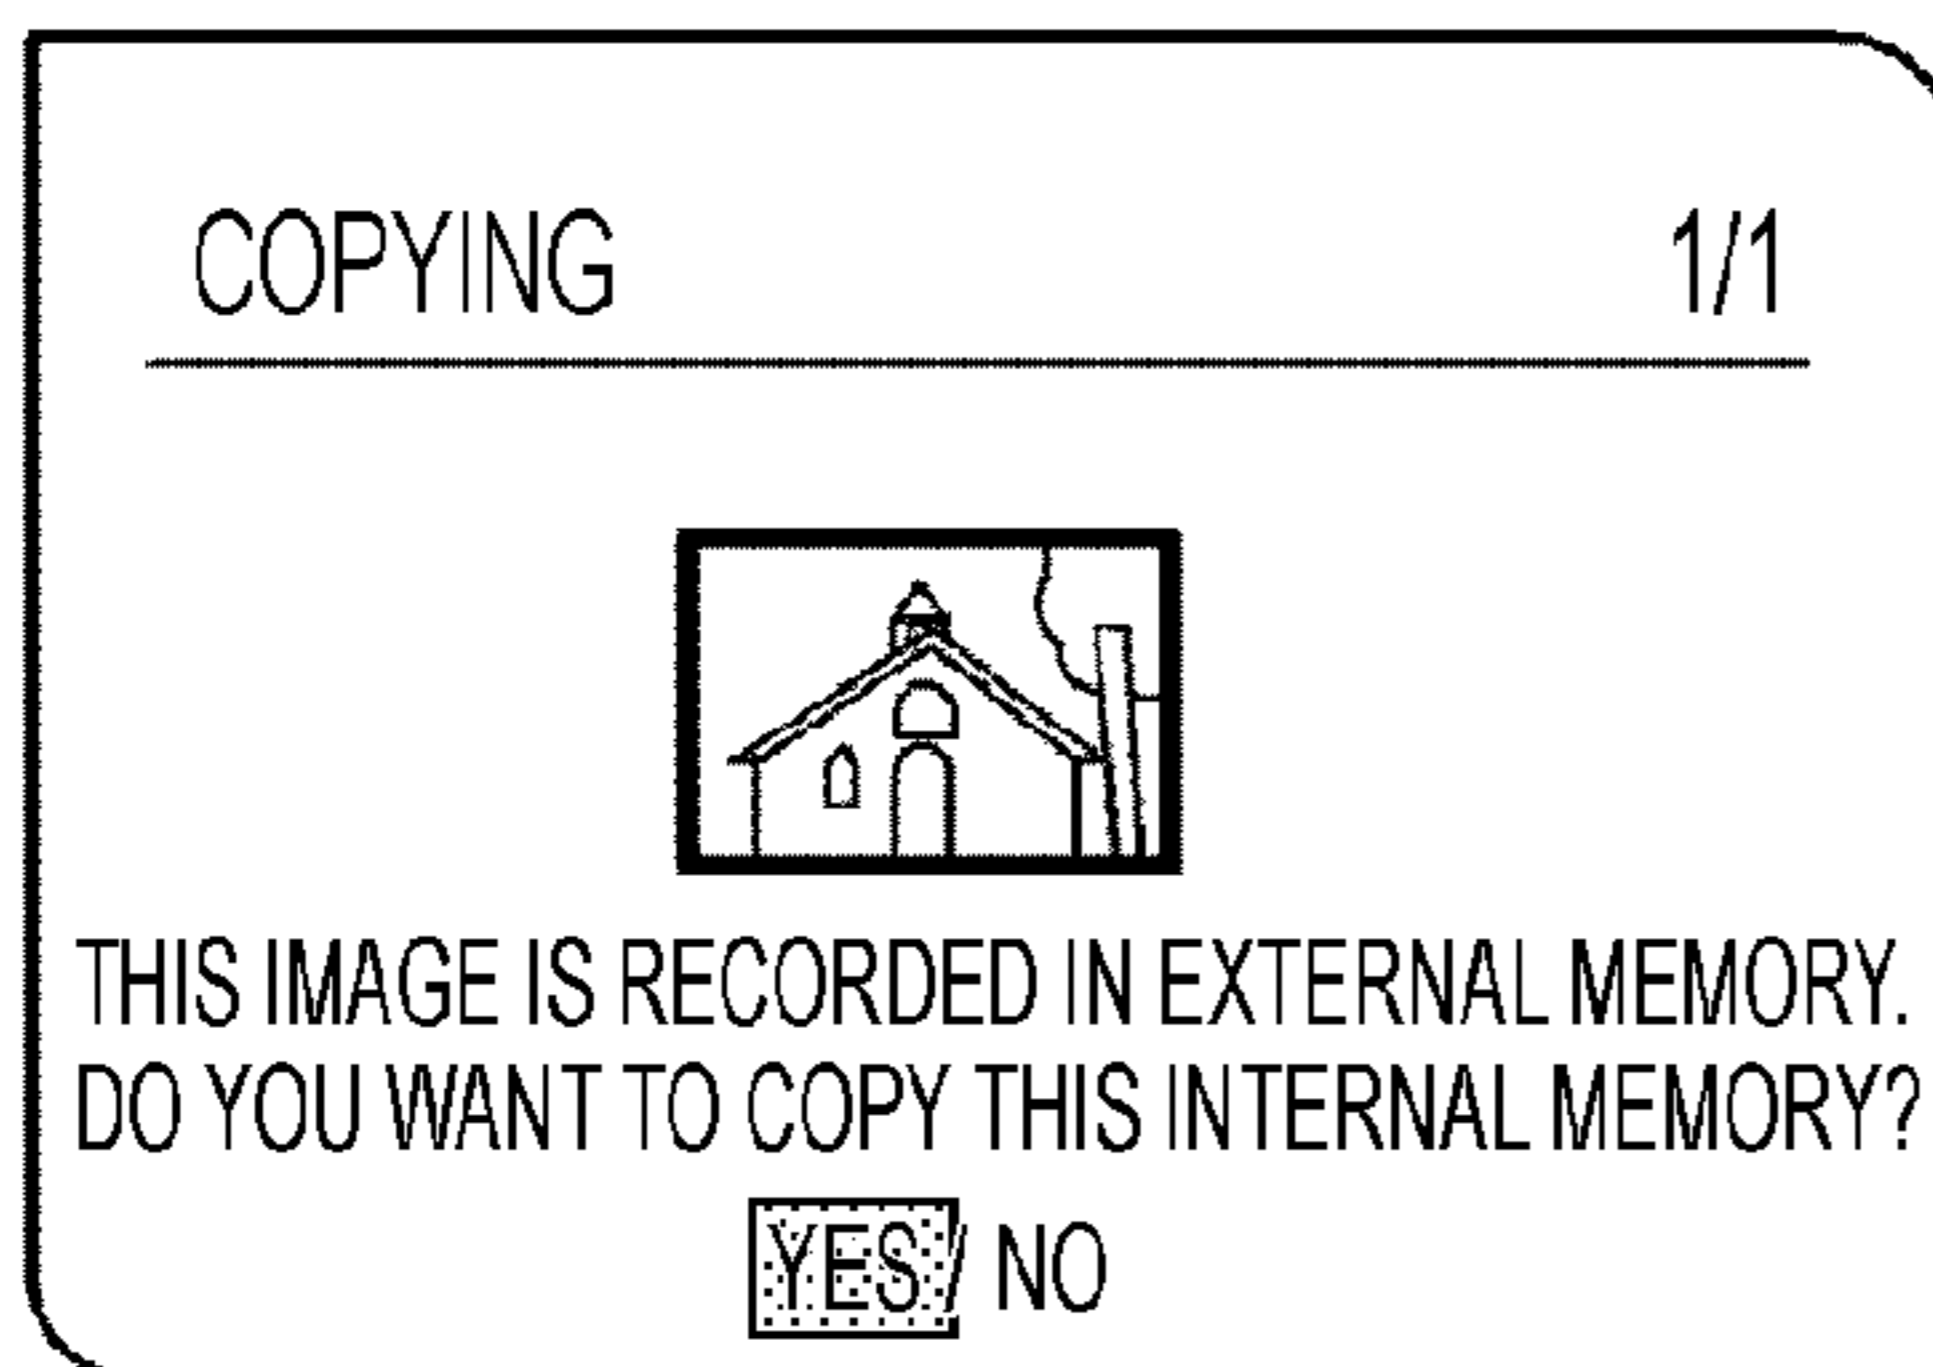 COPYING 1/1
THIS IMAGE IS RECORDED IN EXTERNAL MEMORY.
DO YOU WANT TO COPY THIS INTERNAL MEMORY?
YES/ NO